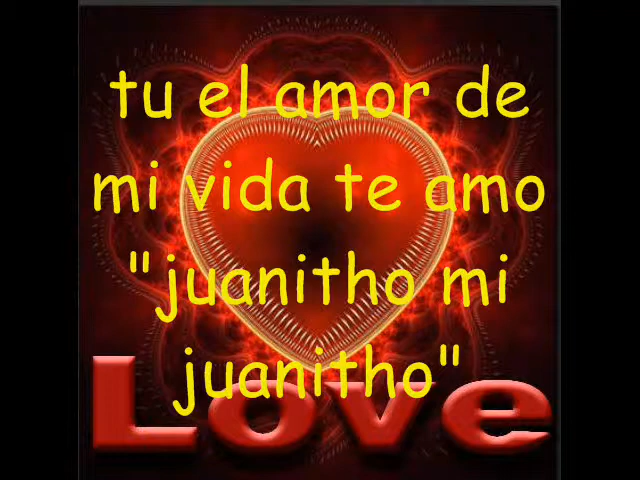 tu el amor de
mi vida te amo
"juanitho mi
juanitho"
Love